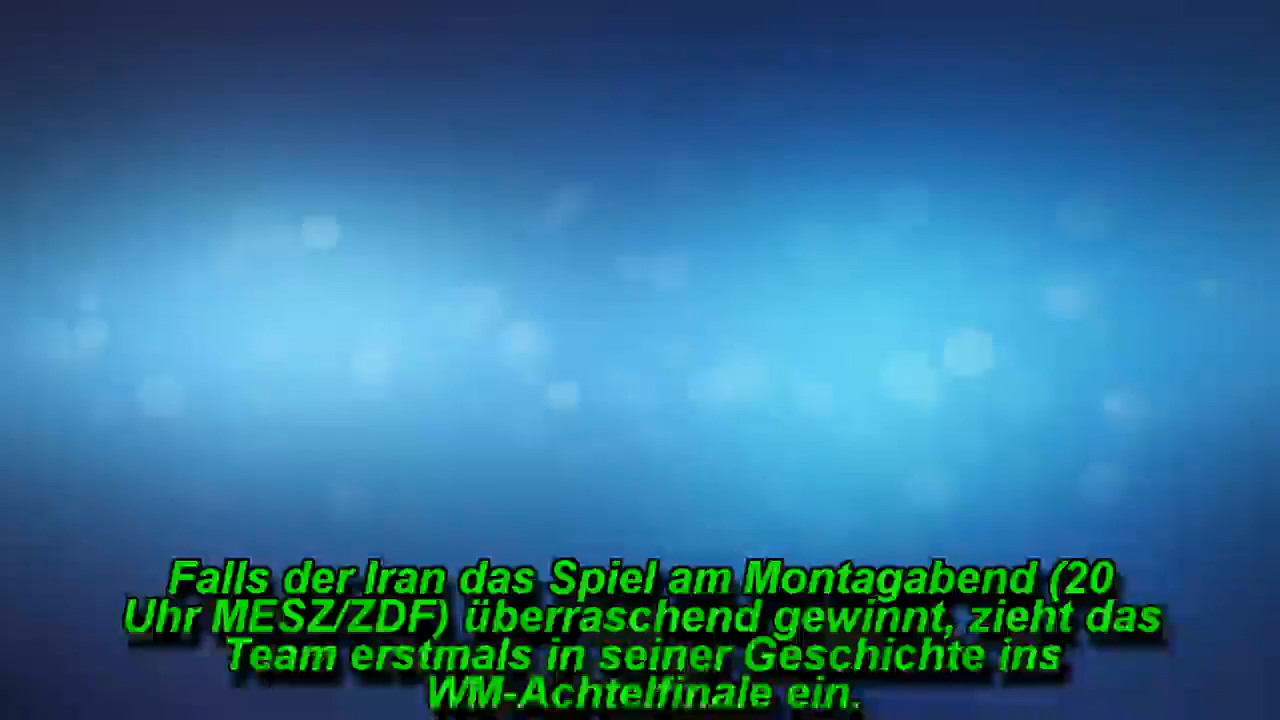 Falls der Iran das Spiel am Montagabend (20
Uhr MESZ/ZDF) überraschend gewinnt, zieht das
Team erstmals in seiner Geschichte ins
WM-Achtelfinale ein.